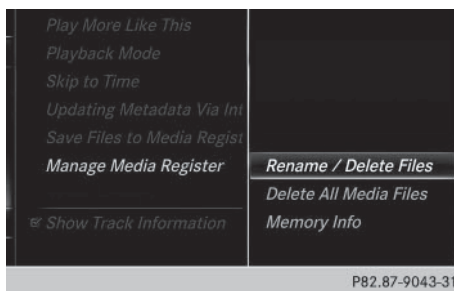 Play More Like This
Playback Mode
Skip to Time
Updating Metadata Via Int
Save Files to Media Regist
Manage Media Register
Show Track Information
Rename / Delete Files
Delete All Media Files
Memory Info
P82.87-9043-31